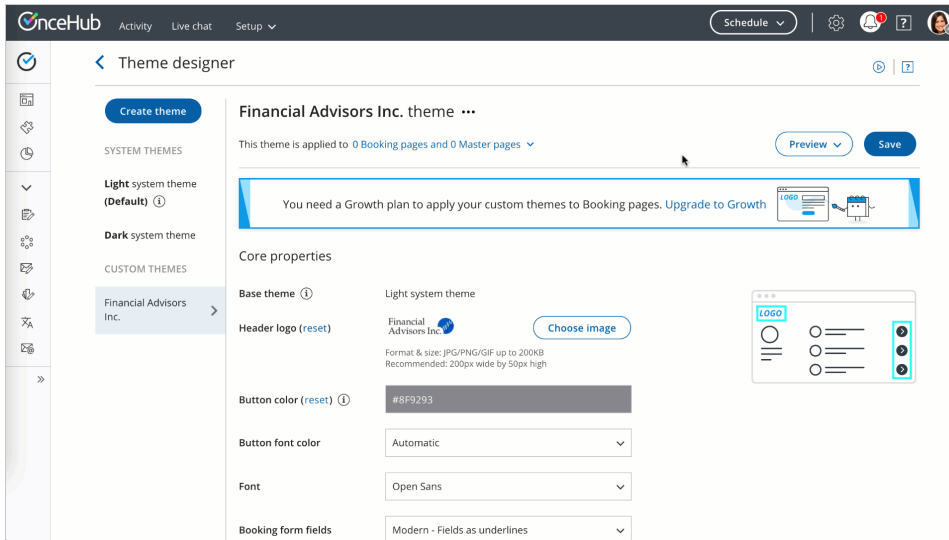 OnceHub Activity Live chat Setup Schedule 1 ?
Theme designer ?
Create theme
Financial Advisors Inc. theme •••
This theme is applied to 0 Booking pages and 0 Master pages
Preview Save
SYSTEM THEMES
Light system theme
(Default) i
Dark system theme
You need a Growth plan to apply your custom themes to Booking pages. Upgrade to Growth
LOGO
CUSTOM THEMES
Financial Advisors
Inc.
Core properties
Base theme i Light system theme
Header logo (reset) Financial
Advisors Inc.
Choose image
Format & size: JPG/PNG/GIF up to 200KB
Recommended: 200px wide by 50px high
LOGO
Button color (reset) i #8F9293
Button font color Automatic
Font Open Sans
Booking form fields Modern - Fields as underlines